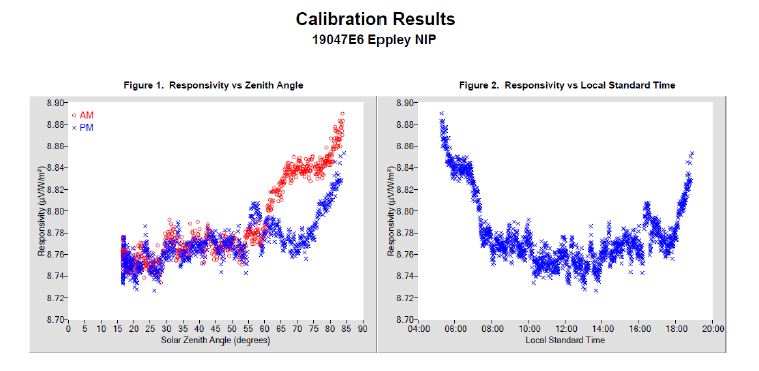 Calibration Results
19047E6 Eppley NIP
Figure 1. Responsivity vs Zenith Angle
8.90
8.88
8.86
8.84
8.82
8.80
8.78
8.76
8.74
8.72
8.70
Responsivity (µV/W/m²)
AM
PM
0 5 10 15 20 25 30 35 40 45 50 55 60 65 70 75 80 85 90
Solar Zenith Angle (degrees)
Figure 2. Responsivity vs Local Standard Time
8.90
8.88
8.86
8.84
8.82
8.80
8.78
8.76
8.74
8.72
8.70
Responsivity (µV/W/m²)
04:00 06:00 08:00 10:00 12:00 14:00 16:00 18:00 20:00
Local Standard Time